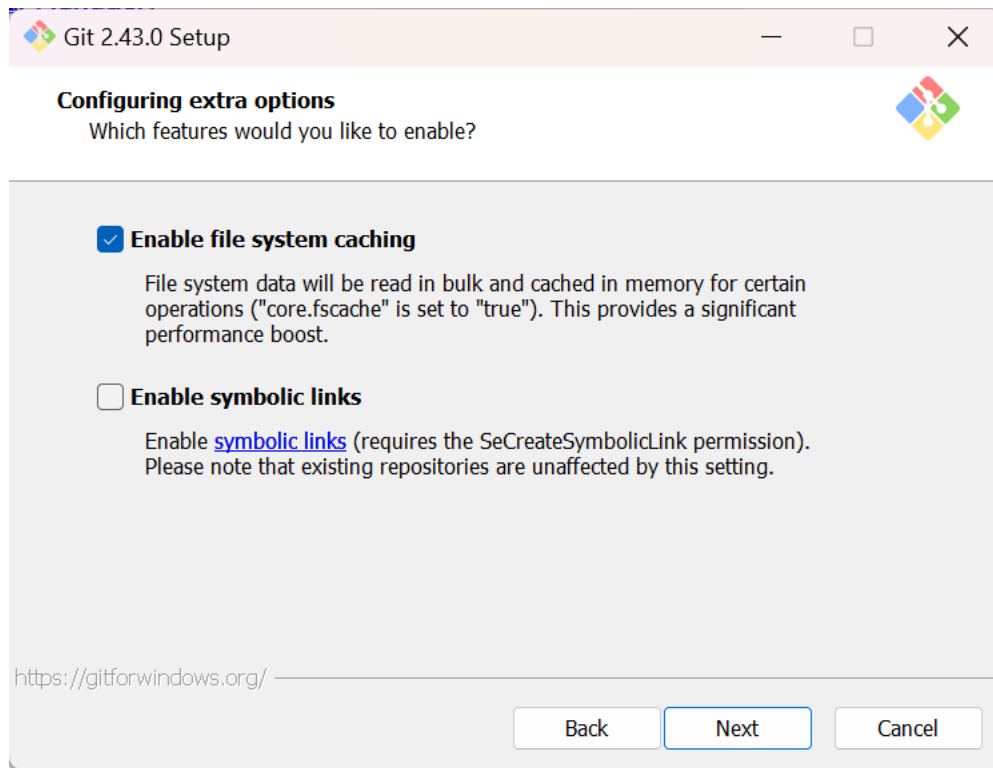 Git 2.43.0 Setup
Configuring extra options
Which features would you like to enable?
Enable file system caching
File system data will be read in bulk and cached in memory for certain
operations ("core.fscache" is set to "true"). This provides a significant
performance boost.
Enable symbolic links
Enable symbolic links (requires the SeCreateSymbolicLink permission).
Please note that existing repositories are unaffected by this setting.
https://gitforwindows.org/
Back
Next
Cancel